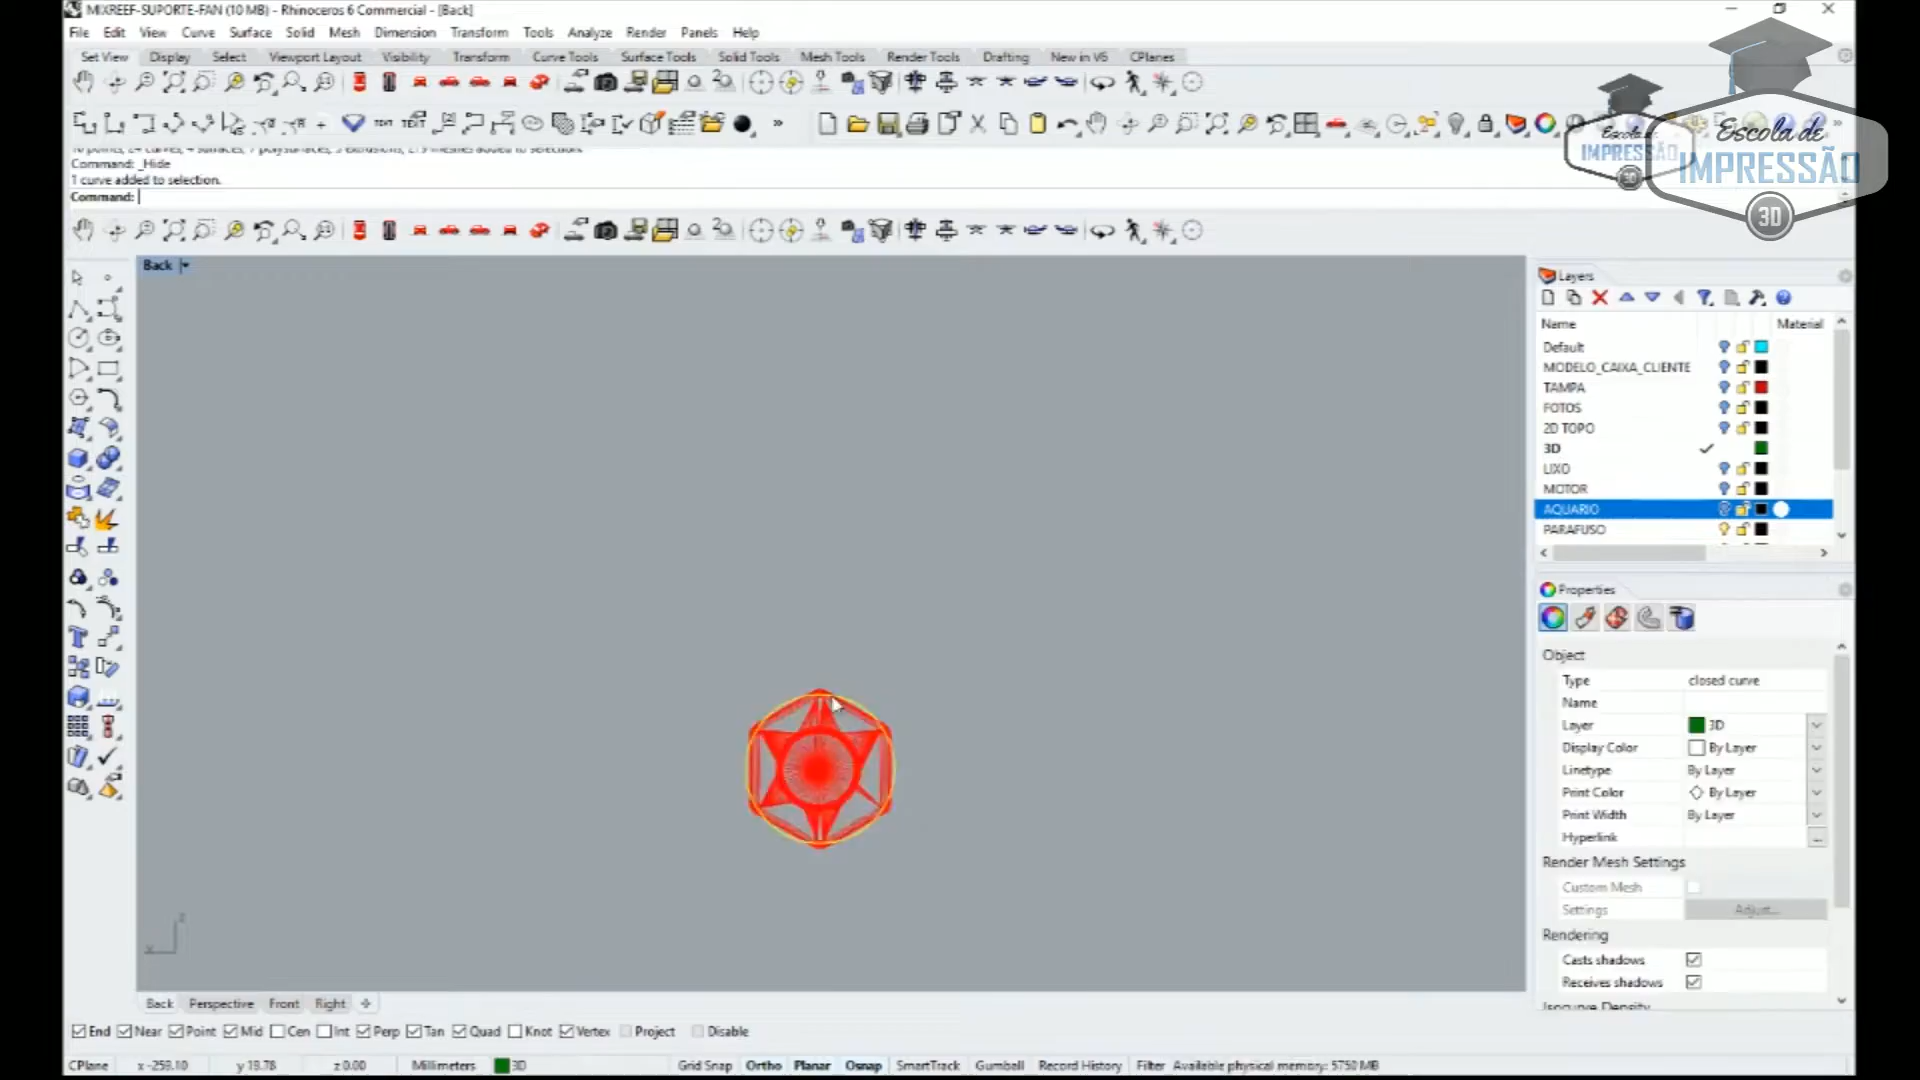 MIXREEF-SUPORTE-FAN (10 MB) - Rhinoceros 6 Commercial - [Back]
File Edit View Curve Surface Solid Mesh Dimension Transform Tools Analyze Render Panels Help
Set View Display Select Viewport Layout Visibility Transform Curve Tools Surface Tools Solid Tools Mesh Tools Render Tools Drafting New in V6 CPlanes
Command: _Hide
1 curve added to selection.
Command:
Escola de
IMPRESSÃO
3D
Escola de
IMPRESSÃO
3D
Back
Layers
Name Material
Default
MODELO_CAIXA_CLIENTE
TAMPA
FOTOS
2D TOPO
3D
LIXO
MOTOR
AQUARIO
PARAFUSO
Properties
Object
Type closed curve
Name
Layer 3D
Display Color By Layer
Linetype By Layer
Print Color By Layer
Print Width By Layer
Hyperlink ...
Render Mesh Settings
Custom Mesh
Settings Adjust...
Rendering
Casts shadows
Receives shadows
Isocurve Density
Back Perspective Front Right
End Near Point Mid Cen Int Perp Tan Quad Knot Vertex Project Disable
CPlane x -259.10 y 19.78 z 0.00 Millimeters 3D Grid Snap Ortho Planar Osnap SmartTrack Gumball Record History Filter Available physical memory: 5750 MB